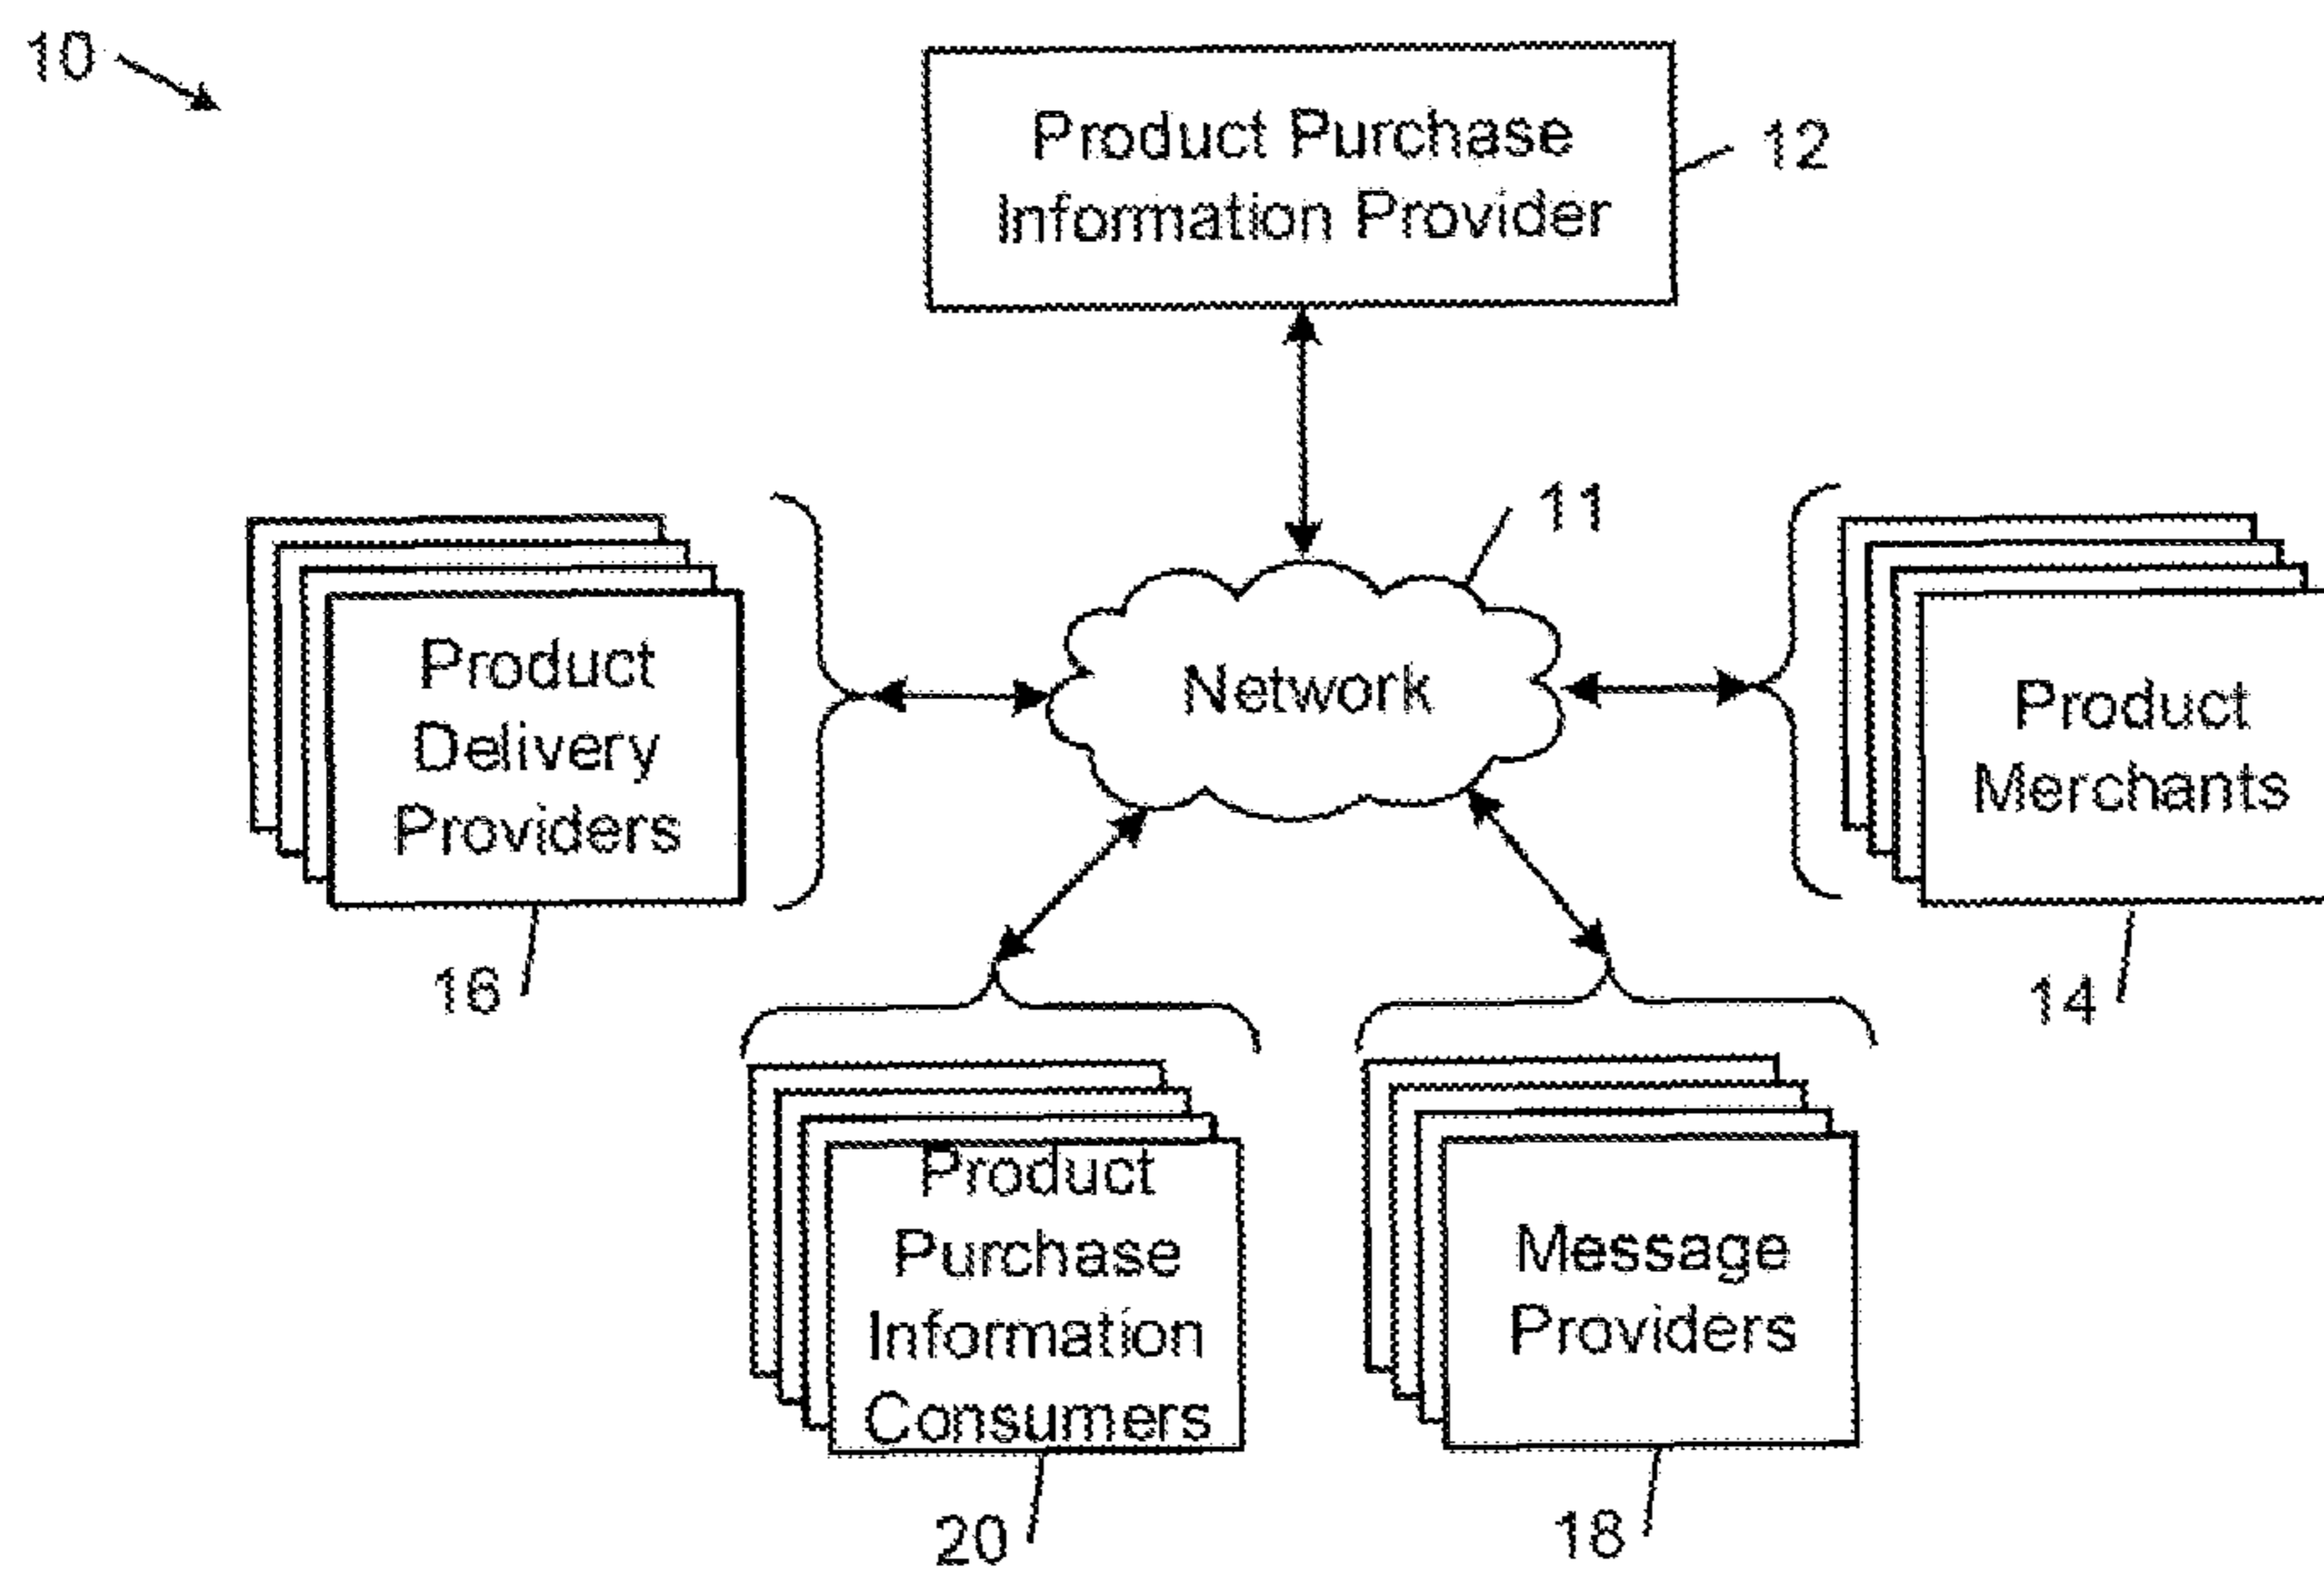 10
Product Purchase
Information Provider
12
11
Network
Product
Delivery
Providers
16
Product
Merchants
14
Product
Purchase
Information
Consumers
20
Message
Providers
18